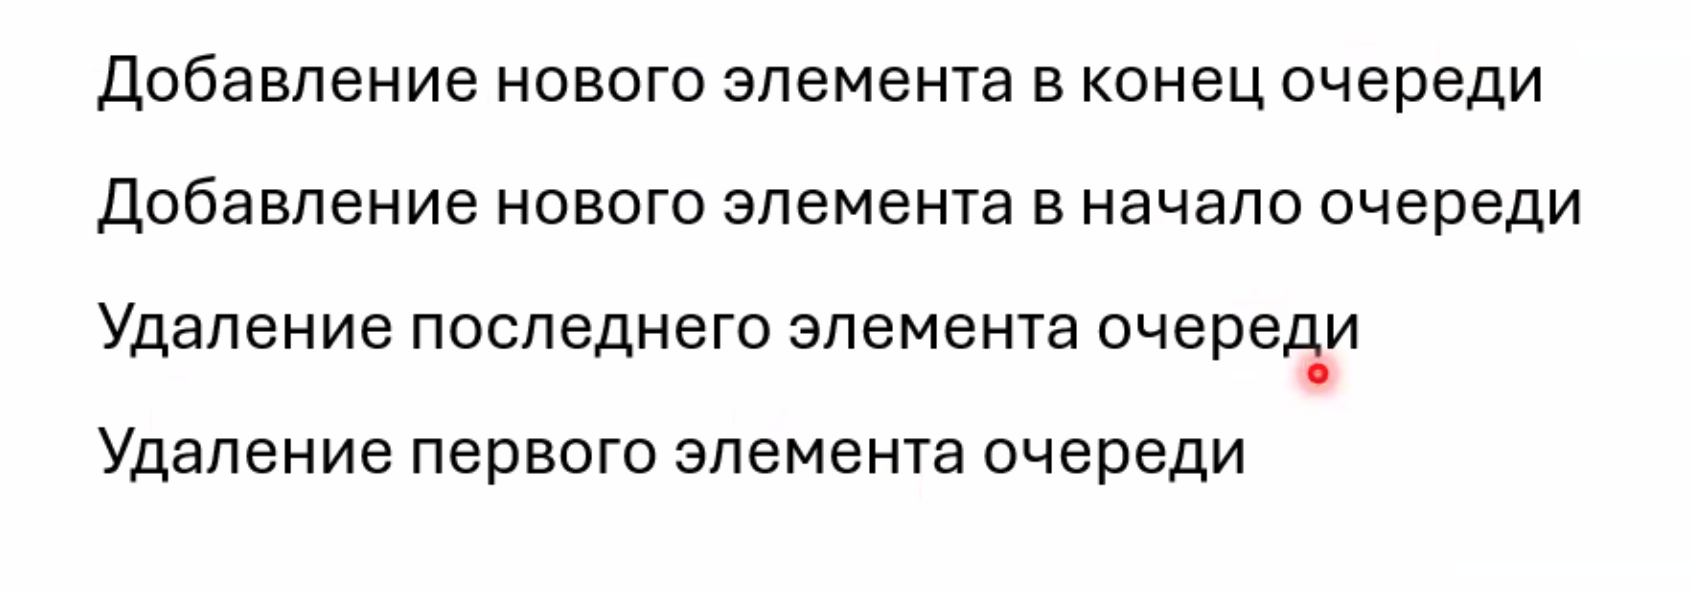 Добавление нового элемента в конец очереди
Добавление нового элемента в начало очереди
Удаление последнего элемента очереди
Удаление первого элемента очереди